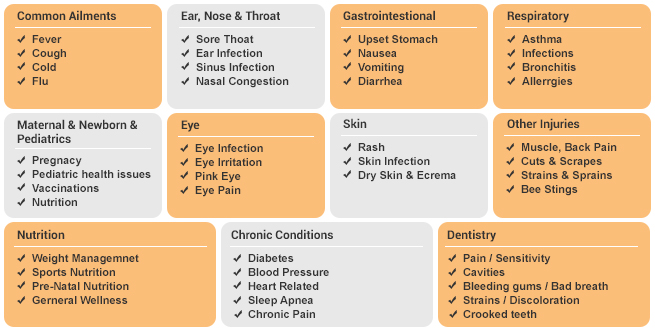 Common Ailments
Fever
Cough
Cold
Flu
Ear, Nose & Throat
Sore Thoat
Ear Infection
Sinus Infection
Nasal Congestion
Gastrointestional
Upset Stomach
Nausea
Vomiting
Diarrhea
Respiratory
Asthma
Infections
Bronchitis
Allerrgies
Maternal & Newborn &
Pediatrics
Pregnacy
Pediatric health issues
Vaccinations
Nutrition
Eye
Eye Infection
Eye Irritation
Pink Eye
Eye Pain
Skin
Rash
Skin Infection
Dry Skin & Ecrema
Other Injuries
Muscle, Back Pain
Cuts & Scrapes
Strains & Sprains
Bee Stings
Nutrition
Weight Managemnet
Sports Nutrition
Pre-Natal Nutrition
Gerneral Wellness
Chronic Conditions
Diabetes
Blood Pressure
Heart Related
Sleep Apnea
Chronic Pain
Dentistry
Pain / Sensitivity
Cavities
Bleeding gums / Bad breath
Strains / Discoloration
Crooked teeth